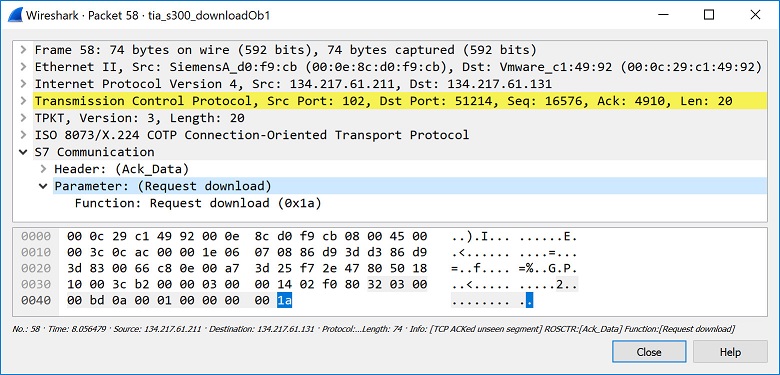 Wireshark · Packet 58 · tia_s300_downloadOb1
Frame 58: 74 bytes on wire (592 bits), 74 bytes captured (592 bits)
Ethernet II, Src: SiemensA_d0:f9:cb (00:0e:8c:d0:f9:cb), Dst: Vmware_c1:49:92 (00:0c:29:c1:49:92)
Internet Protocol Version 4, Src: 134.217.61.211, Dst: 134.217.61.131
Transmission Control Protocol, Src Port: 102, Dst Port: 51214, Seq: 16576, Ack: 4910, Len: 20
TPKT, Version: 3, Length: 20
ISO 8073/X.224 COTP Connection-Oriented Transport Protocol
S7 Communication
Header: (Ack_Data)
Parameter: (Request download)
Function: Request download (0x1a)
0000 00 0c 29 c1 49 92 00 0e 8c d0 f9 cb 08 00 45 00 ..).I... ......E.
0010 00 3c 0c ac 00 00 1e 06 07 08 86 d9 3d d3 86 d9 .<...... ....=...
0020 3d 83 00 66 c8 0e 00 a7 3d 25 f7 2e 47 80 50 18 =..f.... =%..G.P.
0030 10 00 3c b2 00 00 03 00 00 14 02 f0 80 32 03 00 ..<..... .....2..
0040 00 bd 0a 00 01 00 00 00 00 1a ........ ..
No.: 58 · Time: 8.056479 · Source: 134.217.61.211 · Destination: 134.217.61.131 · Protocol:...Length: 74 · Info: [TCP ACKed unseen segment] ROSCTR:[Ack_Data] Function:[Request download]
Close Help